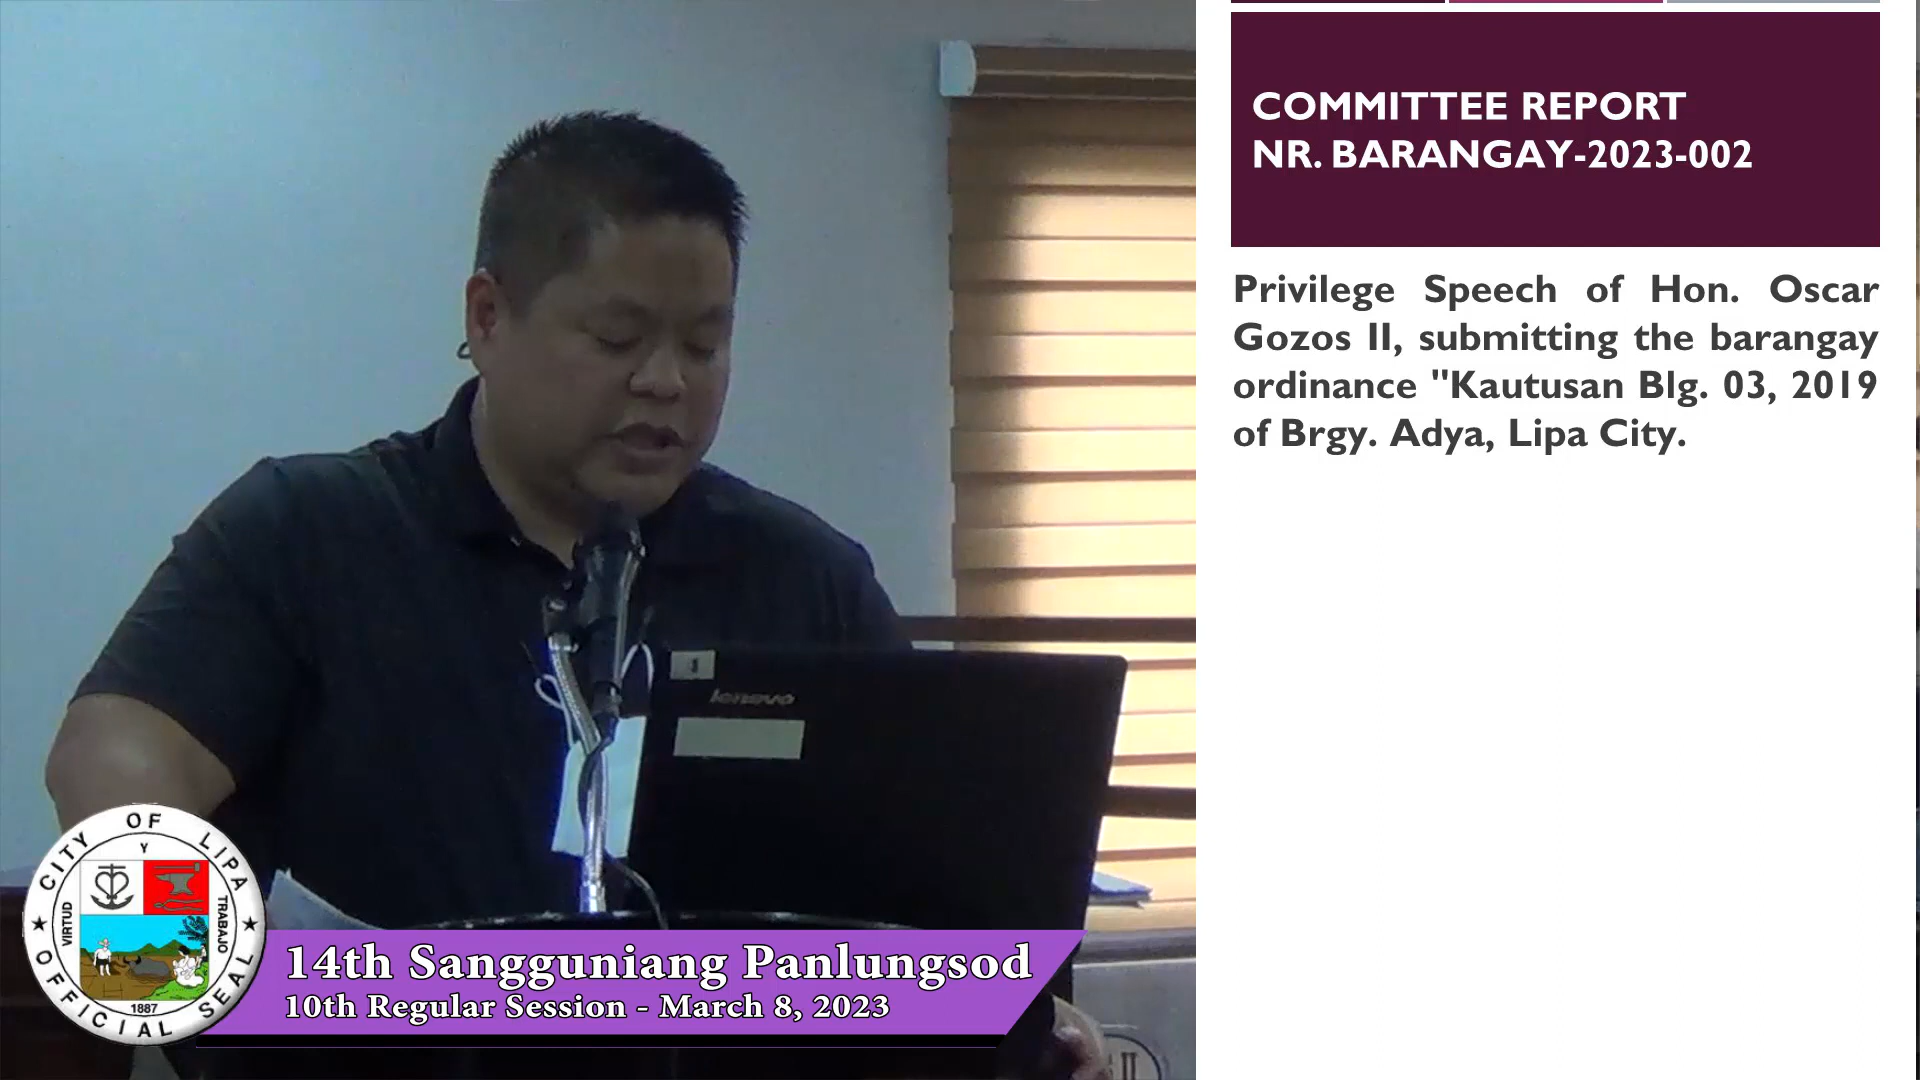 COMMITTEE REPORT
NR. BARANGAY-2023-002
Privilege Speech of Hon. Oscar
Gozos II, submitting the barangay
ordinance "Kautusan Blg. 03, 2019
of Brgy. Adya, Lipa City.
lenovo
CITY OF LIPA
Y
VIRTUD
TRABAJO
1887
OFFICIAL SEAL
14th Sangguniang Panlungsod
10th Regular Session - March 8, 2023
II